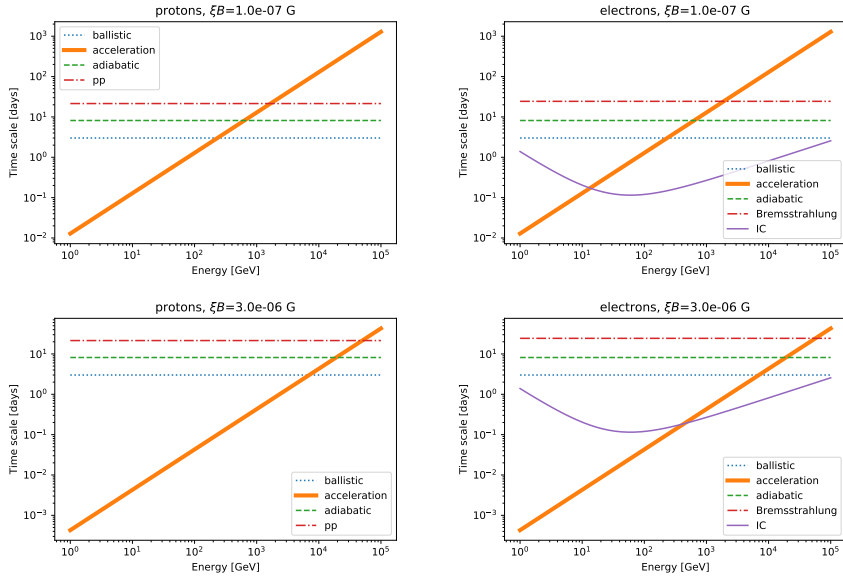 protons, ξB=1.0e-07 G
10³
10²
10¹
10⁰
10⁻¹
10⁻²
Time scale [days]
ballistic
acceleration
adiabatic
pp
10⁰ 10¹ 10² 10³ 10⁴ 10⁵
Energy [GeV]
electrons, ξB=1.0e-07 G
10³
10²
10¹
10⁰
10⁻¹
10⁻²
Time scale [days]
ballistic
acceleration
adiabatic
Bremsstrahlung
IC
10⁰ 10¹ 10² 10³ 10⁴ 10⁵
Energy [GeV]
protons, ξB=3.0e-06 G
10¹
10⁰
10⁻¹
10⁻²
10⁻³
Time scale [days]
ballistic
acceleration
adiabatic
pp
10⁰ 10¹ 10² 10³ 10⁴ 10⁵
Energy [GeV]
electrons, ξB=3.0e-06 G
10¹
10⁰
10⁻¹
10⁻²
10⁻³
Time scale [days]
ballistic
acceleration
adiabatic
Bremsstrahlung
IC
10⁰ 10¹ 10² 10³ 10⁴ 10⁵
Energy [GeV]